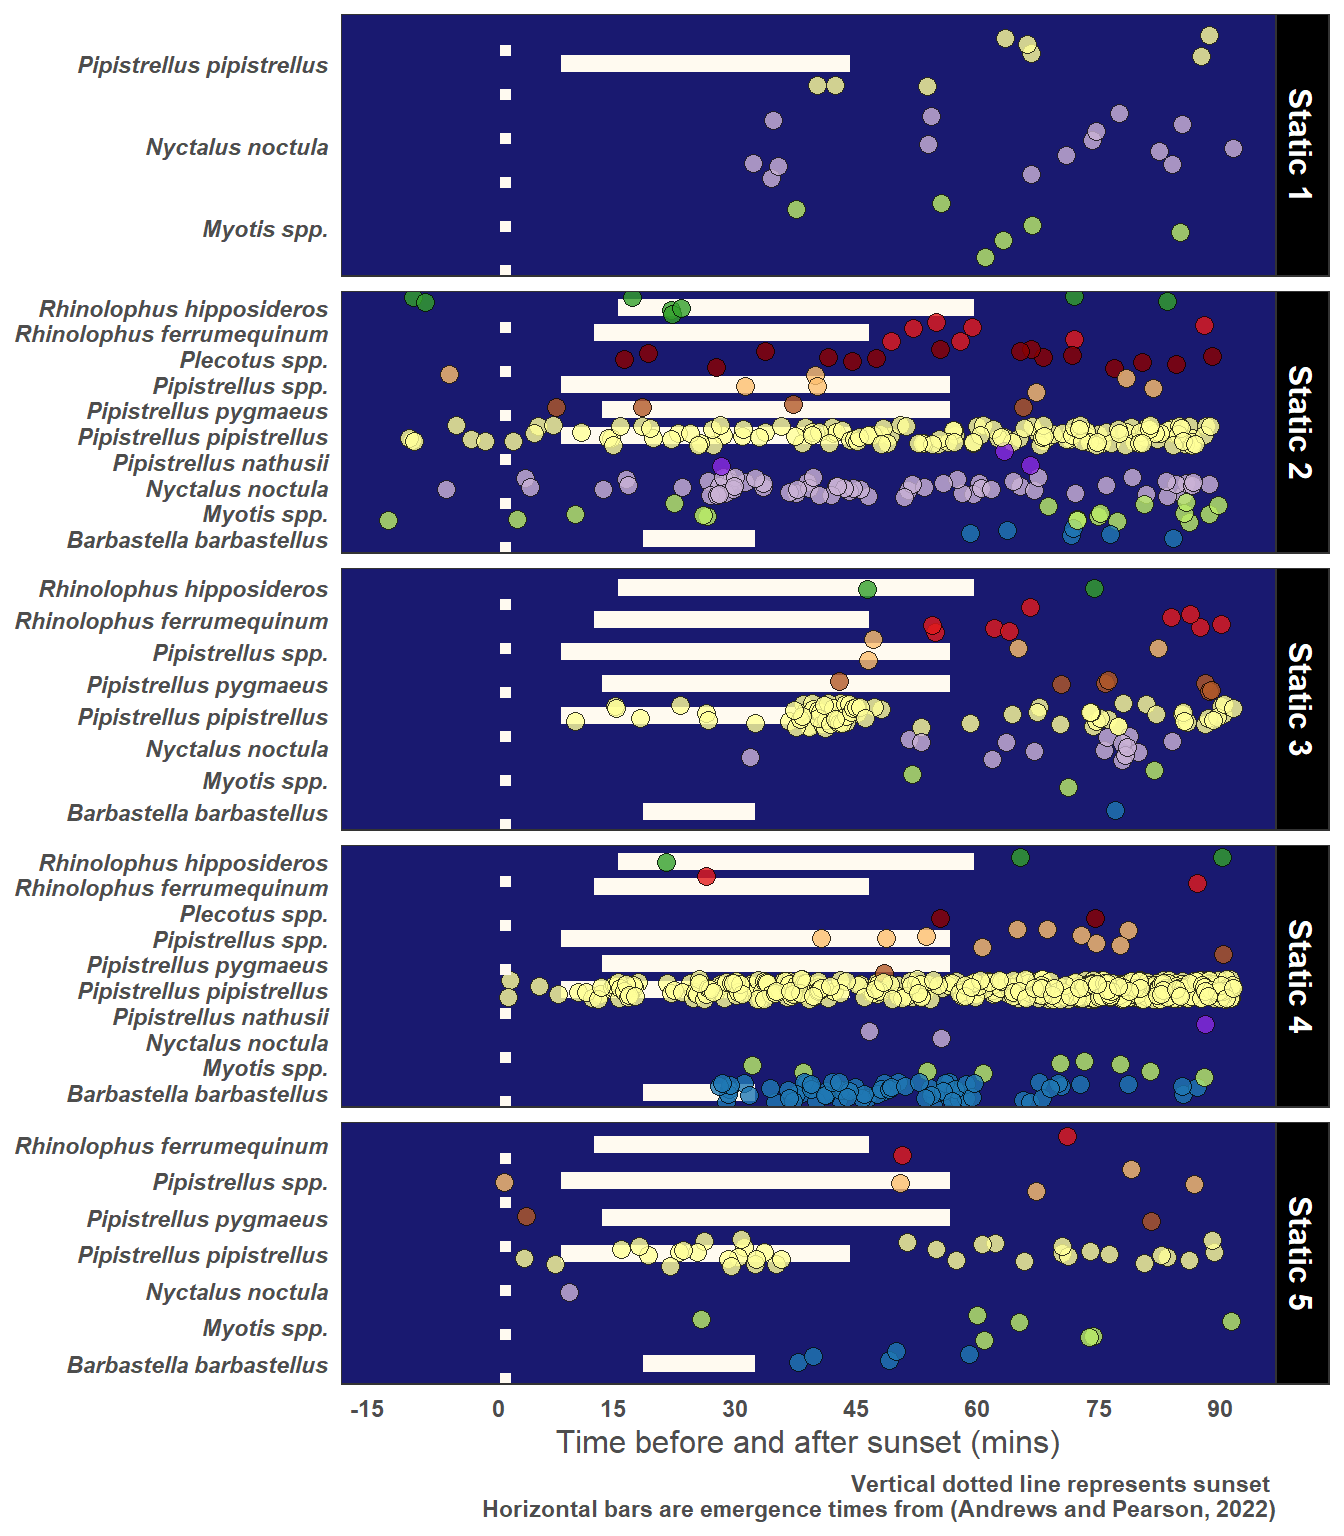 Pipistrellus pipistrellus
Nyctalus noctula
Myotis spp.
Static 1
Rhinolophus hipposideros
Rhinolophus ferrumequinum
Plecotus spp.
Pipistrellus spp.
Pipistrellus pygmaeus
Pipistrellus pipistrellus
Pipistrellus nathusii
Nyctalus noctula
Myotis spp.
Barbastella barbastellus
Static 2
Rhinolophus hipposideros
Rhinolophus ferrumequinum
Pipistrellus spp.
Pipistrellus pygmaeus
Pipistrellus pipistrellus
Nyctalus noctula
Myotis spp.
Barbastella barbastellus
Static 3
Rhinolophus hipposideros
Rhinolophus ferrumequinum
Plecotus spp.
Pipistrellus spp.
Pipistrellus pygmaeus
Pipistrellus pipistrellus
Pipistrellus nathusii
Nyctalus noctula
Myotis spp.
Barbastella barbastellus
Static 4
Rhinolophus ferrumequinum
Pipistrellus spp.
Pipistrellus pygmaeus
Pipistrellus pipistrellus
Nyctalus noctula
Myotis spp.
Barbastella barbastellus
Static 5
-15 0 15 30 45 60 75 90
Time before and after sunset (mins)
Vertical dotted line represents sunset
Horizontal bars are emergence times from (Andrews and Pearson, 2022)